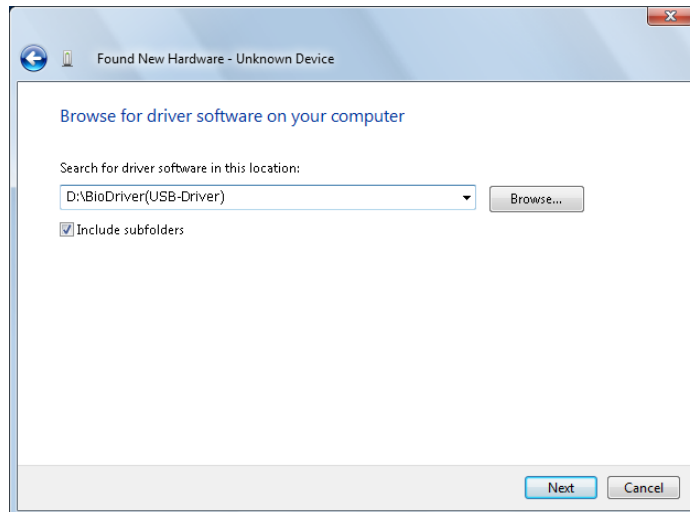 Found New Hardware - Unknown Device
Browse for driver software on your computer
Search for driver software in this location:
D:\BioDriver(USB-Driver)
Browse...
Include subfolders
Next
Cancel